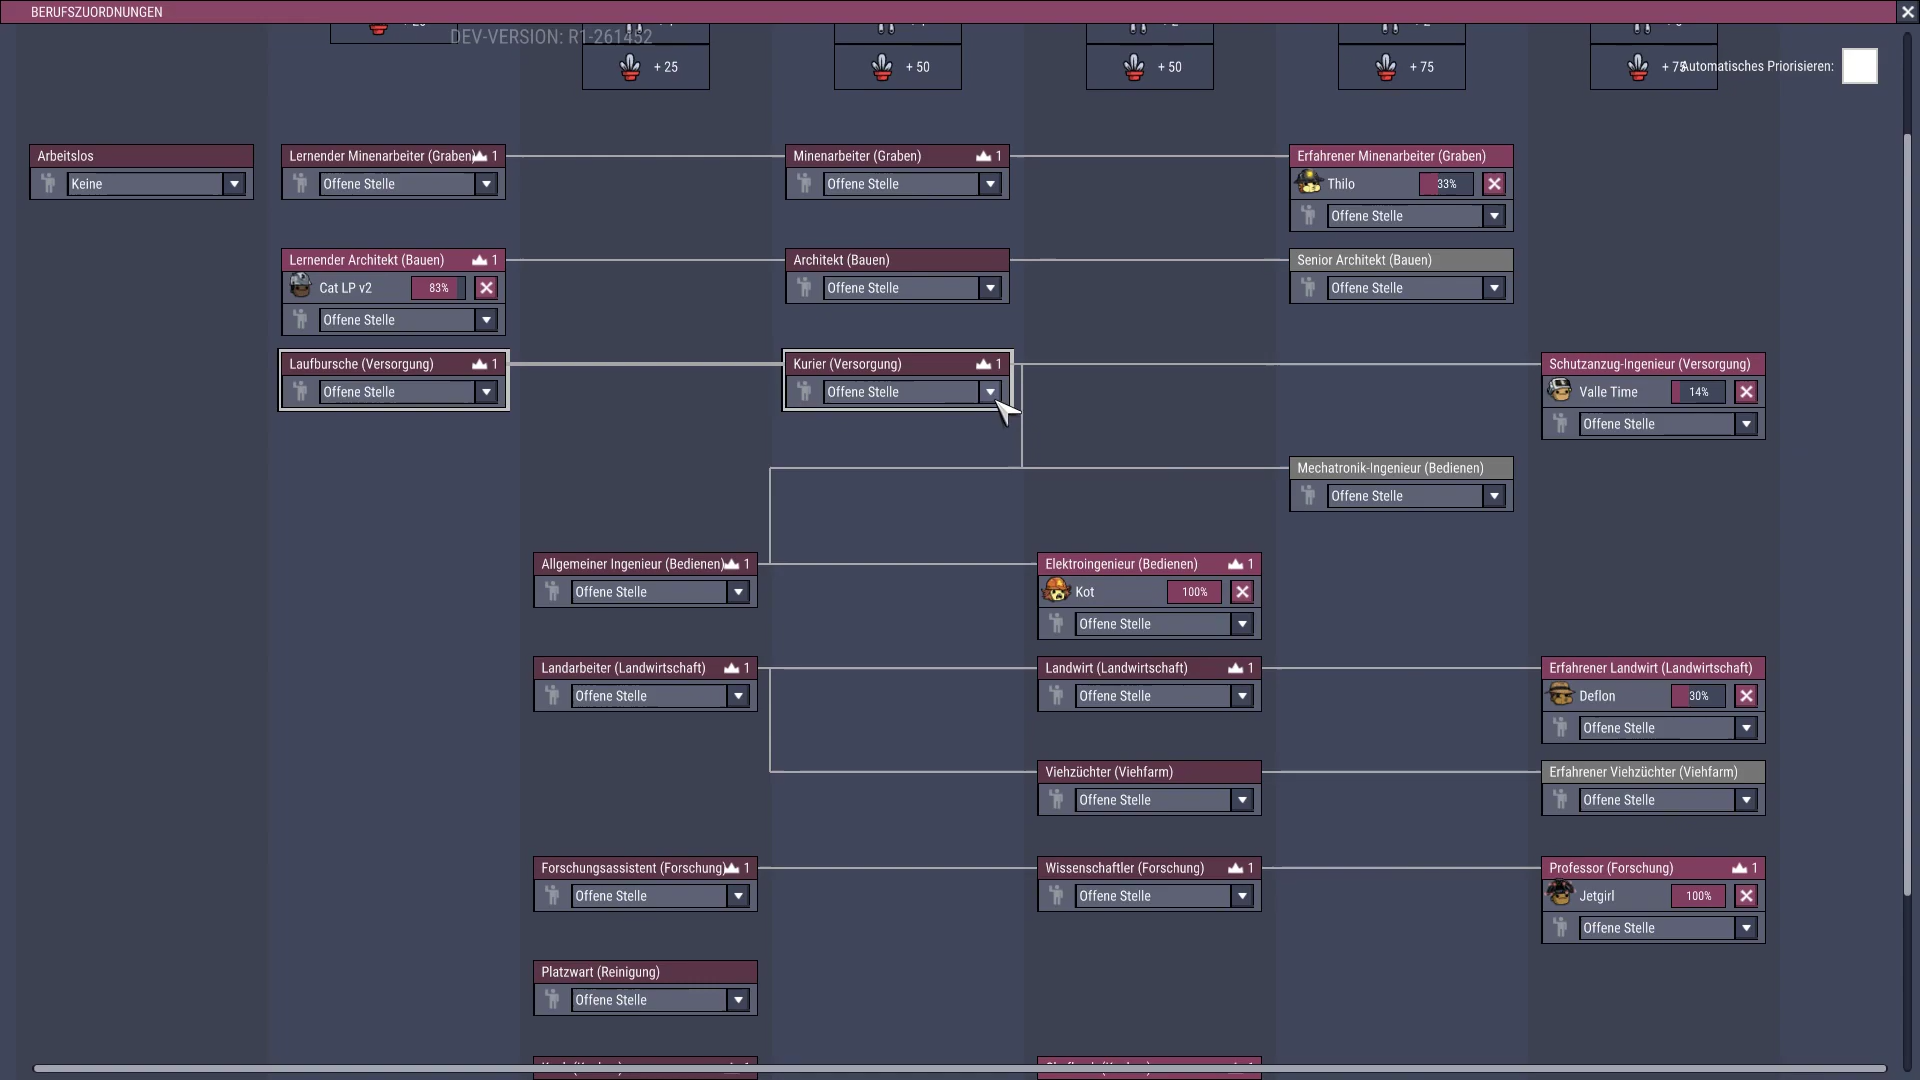 BERUFSZUORDNUNGEN
DEV-VERSION: R1-261452
+ 25
+ 50
+ 50
+ 75
Automatisches Priorisieren:
Arbeitslos
Keine
Lernender Minenarbeiter (Graben) 1
Offene Stelle
Minenarbeiter (Graben) 1
Offene Stelle
Erfahrener Minenarbeiter (Graben)
Thilo 33%
Offene Stelle
Lernender Architekt (Bauen) 1
Cat LP v2 83%
Offene Stelle
Architekt (Bauen)
Offene Stelle
Senior Architekt (Bauen)
Offene Stelle
Laufbursche (Versorgung) 1
Offene Stelle
Kurier (Versorgung) 1
Offene Stelle
Schutzanzug-Ingenieur (Versorgung)
Valle Time 14%
Offene Stelle
Mechatronik-Ingenieur (Bedienen)
Offene Stelle
Allgemeiner Ingenieur (Bedienen) 1
Offene Stelle
Elektroingenieur (Bedienen) 1
Kot 100%
Offene Stelle
Landarbeiter (Landwirtschaft) 1
Offene Stelle
Landwirt (Landwirtschaft) 1
Offene Stelle
Erfahrener Landwirt (Landwirtschaft)
Deflon 30%
Offene Stelle
Viehzüchter (Viehfarm)
Offene Stelle
Erfahrener Viehzüchter (Viehfarm)
Offene Stelle
Forschungsassistent (Forschung) 1
Offene Stelle
Wissenschaftler (Forschung) 1
Offene Stelle
Professor (Forschung) 1
Jetgirl 100%
Offene Stelle
Platzwart (Reinigung)
Offene Stelle